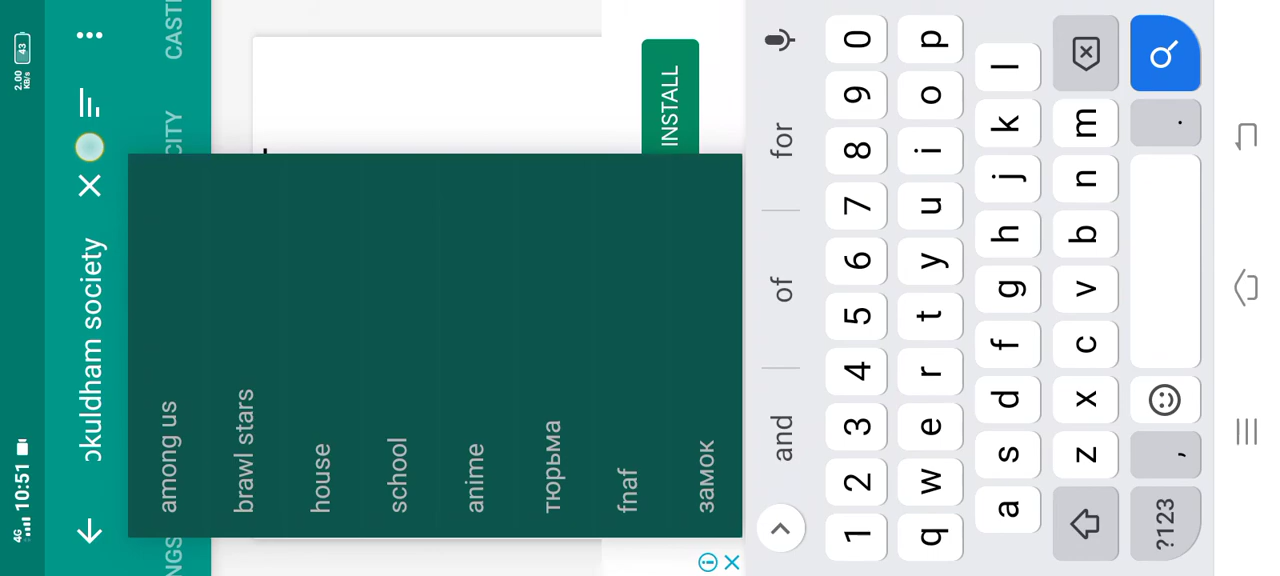 4G 10:51 2.00 KB/s 43
okuldham society
NGS CITY CASTL
among us
brawl stars
house
school
anime
тюрьма
fnaf
замок
INSTALL
and of for
1 2 3 4 5 6 7 8 9 0
q w e r t y u i o p
a s d f g h j k l
z x c v b n m
?123 , .